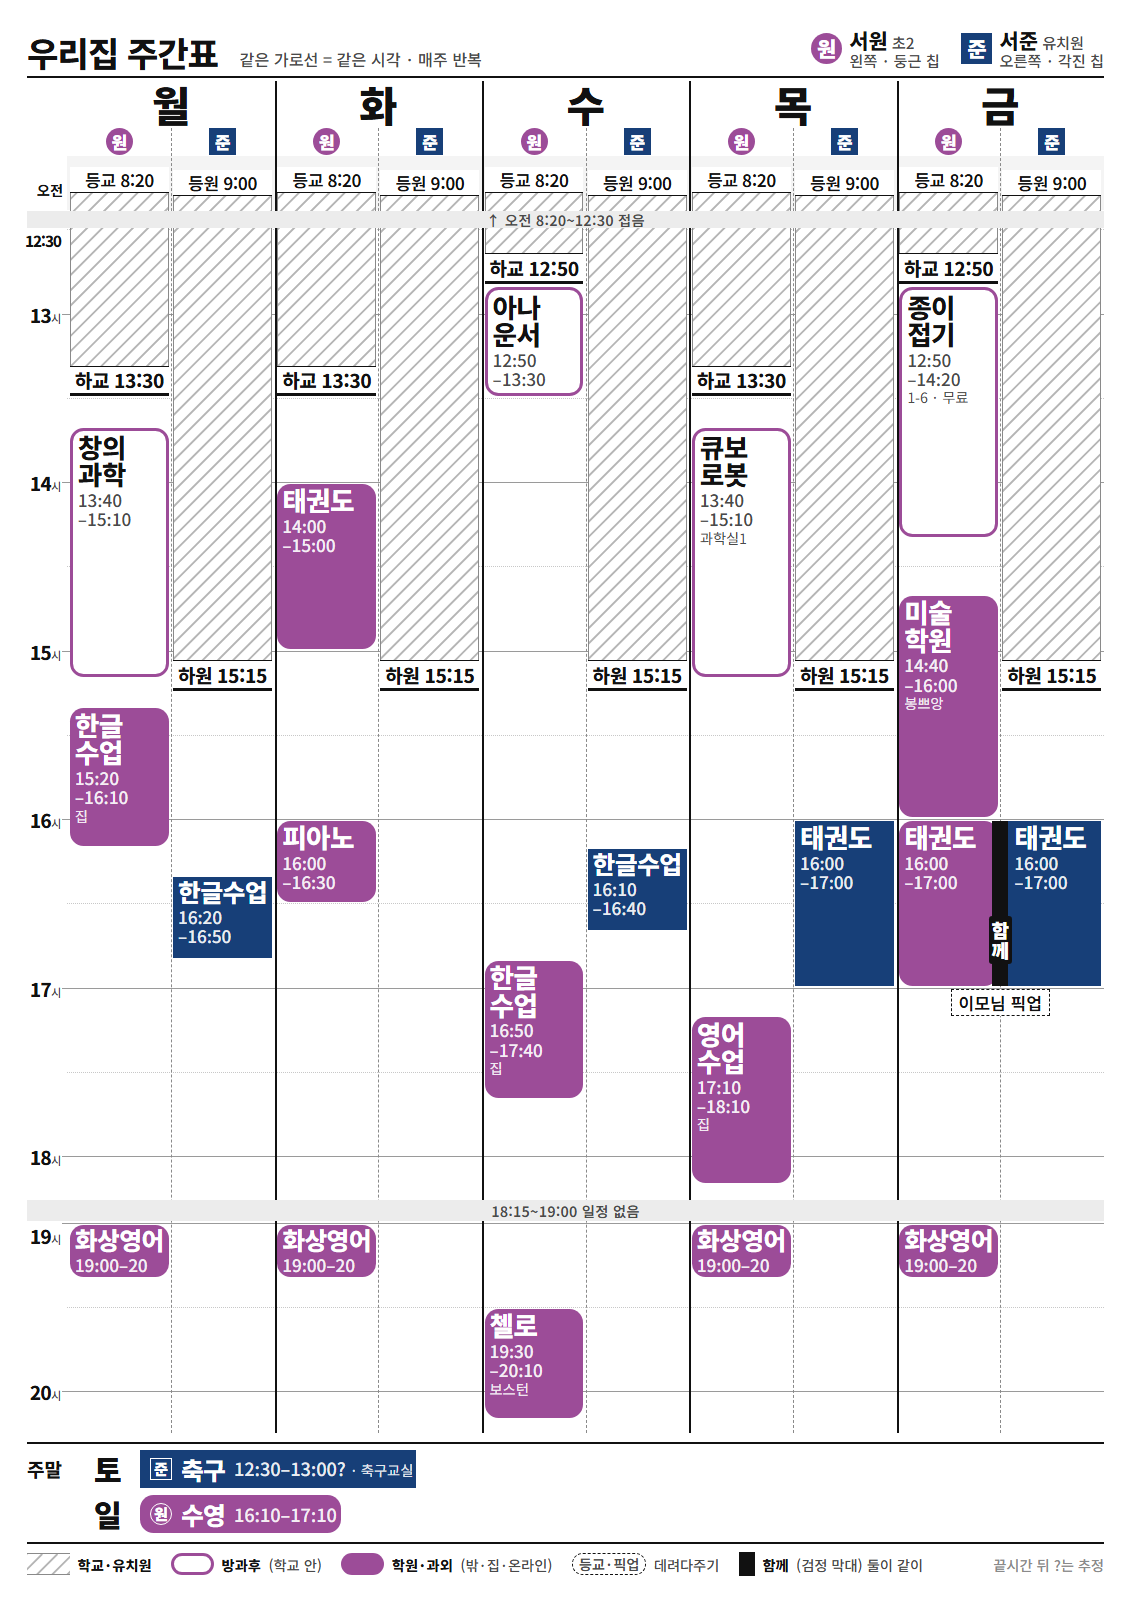 우리집 주간표
같은 가로선 = 같은 시각 · 매주 반복
원 서원 초2
왼쪽 · 둥근 칩
준 서준 유치원
오른쪽 · 각진 칩
월 화 수 목 금
원 준 원 준 원 준 원 준 원 준
오전
등교 8:20 등원 9:00 등교 8:20 등원 9:00 등교 8:20 등원 9:00 등교 8:20 등원 9:00 등교 8:20 등원 9:00
↑ 오전 8:20~12:30 접음
12:30
13시
14시
15시
16시
17시
18시
19시
20시
하교 13:30
창의
과학
13:40
–15:10
한글
수업
15:20
–16:10
집
화상영어
19:00–20
하원 15:15
한글수업
16:20
–16:50
하교 13:30
태권도
14:00
–15:00
피아노
16:00
–16:30
화상영어
19:00–20
하원 15:15
하교 12:50
아나
운서
12:50
–13:30
한글
수업
16:50
–17:40
집
첼로
19:30
–20:10
보스턴
하원 15:15
한글수업
16:10
–16:40
하교 13:30
큐보
로봇
13:40
–15:10
과학실1
영어
수업
17:10
–18:10
집
화상영어
19:00–20
하원 15:15
태권도
16:00
–17:00
하교 12:50
종이
접기
12:50
–14:20
1-6 · 무료
미술
학원
14:40
–16:00
봉쁘앙
태권도
16:00
–17:00
함
께
화상영어
19:00–20
하원 15:15
태권도
16:00
–17:00
이모님 픽업
18:15~19:00 일정 없음
주말
토 준 축구 12:30–13:00? · 축구교실
일 원 수영 16:10–17:10
학교·유치원 방과후 (학교 안) 학원·과외 (밖·집·온라인) 등교·픽업 데려다주기 함께 (검정 막대) 둘이 같이 끝시간 뒤 ?는 추정